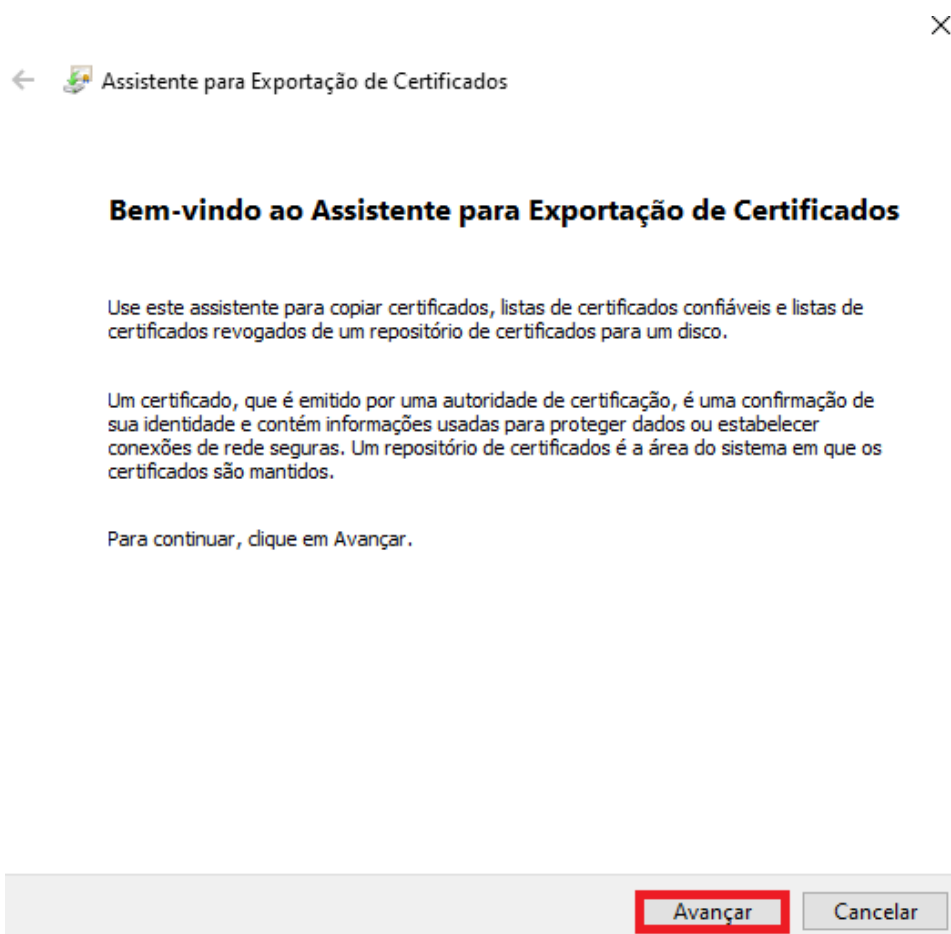 Assistente para Exportação de Certificados
Bem-vindo ao Assistente para Exportação de Certificados
Use este assistente para copiar certificados, listas de certificados confiáveis e listas de
certificados revogados de um repositório de certificados para um disco.
Um certificado, que é emitido por uma autoridade de certificação, é uma confirmação de
sua identidade e contém informações usadas para proteger dados ou estabelecer
conexões de rede seguras. Um repositório de certificados é a área do sistema em que os
certificados são mantidos.
Para continuar, clique em Avançar.
Avançar
Cancelar